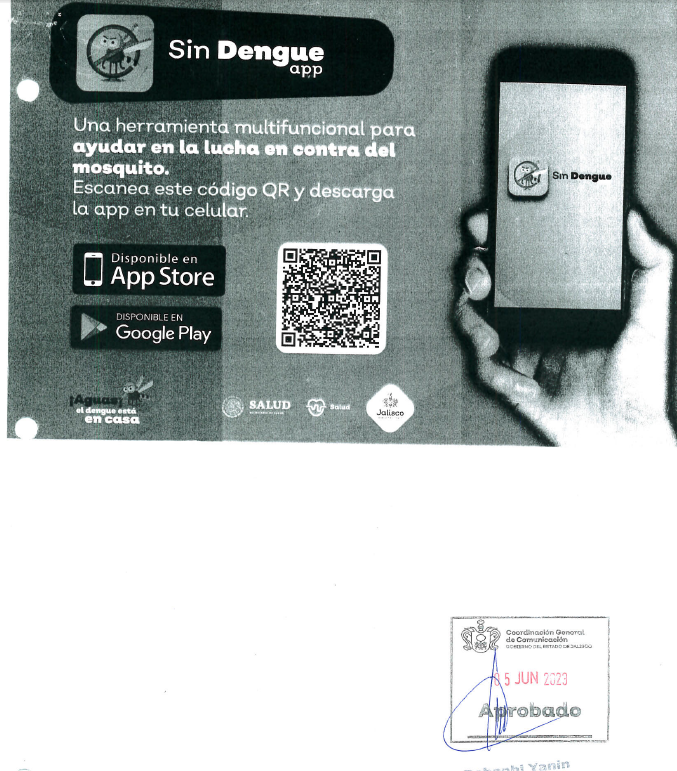 Sin Dengue
app
Una herramienta multifuncional para
ayudar en la lucha en contra del
mosquito.
Escanea este código QR y descarga
la app en tu celular.
Sin Dengue
Disponible en
App Store
DISPONIBLE EN
Google Play
¡Aguas!
el dengue está
en casa
SALUD
Salud
Jalisco
Coordinación General
de Comunicación
GOBIERNO DEL ESTADO DE JALISCO
5 JUN 2023
Aprobado
Yanin